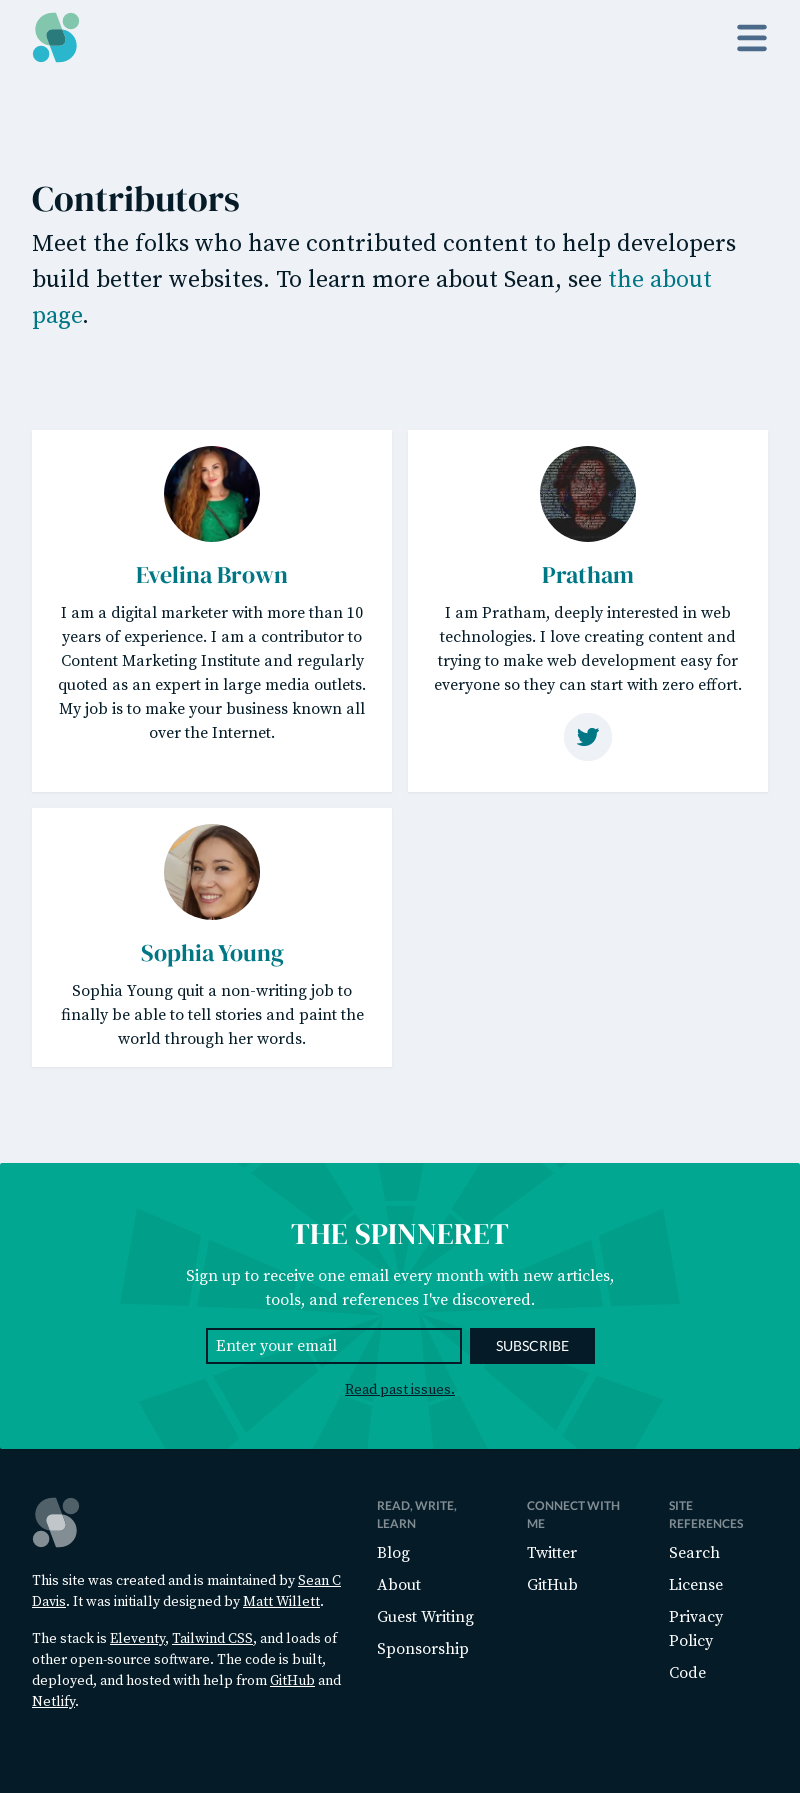 Contributors
Meet the folks who have contributed content to help developers
build better websites. To learn more about Sean, see the about
page.
Evelina Brown
I am a digital marketer with more than 10
years of experience. I am a contributor to
Content Marketing Institute and regularly
quoted as an expert in large media outlets.
My job is to make your business known all
over the Internet.
Pratham
I am Pratham, deeply interested in web
technologies. I love creating content and
trying to make web development easy for
everyone so they can start with zero effort.
Sophia Young
Sophia Young quit a non-writing job to
finally be able to tell stories and paint the
world through her words.
THE SPINNERET
Sign up to receive one email every month with new articles,
tools, and references I've discovered.
Enter your email
SUBSCRIBE
Read past issues.
This site was created and is maintained by Sean C
Davis. It was initially designed by Matt Willett.
The stack is Eleventy, Tailwind CSS, and loads of
other open-source software. The code is built,
deployed, and hosted with help from GitHub and
Netlify.
READ, WRITE,
LEARN
Blog
About
Guest Writing
Sponsorship
CONNECT WITH
ME
Twitter
GitHub
SITE
REFERENCES
Search
License
Privacy
Policy
Code